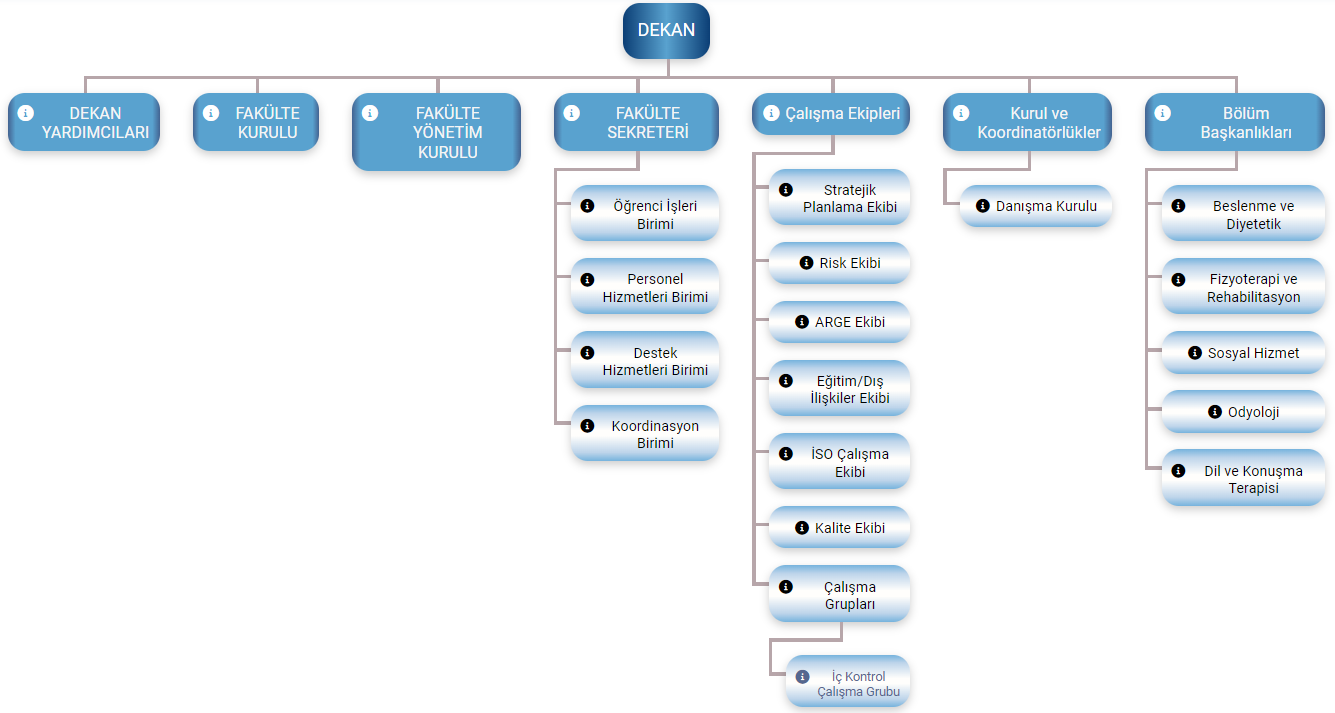 DEKAN
DEKAN
YARDIMCILARI
FAKÜLTE
KURULU
FAKÜLTE
YÖNETİM
KURULU
FAKÜLTE
SEKRETERİ
Öğrenci İşleri
Birimi
Personel
Hizmetleri Birimi
Destek
Hizmetleri Birimi
Koordinasyon
Birimi
Çalışma Ekipleri
Stratejik
Planlama Ekibi
Risk Ekibi
ARGE Ekibi
Eğitim/Dış
İlişkiler Ekibi
İSO Çalışma
Ekibi
Kalite Ekibi
Çalışma
Grupları
İç Kontrol
Çalışma Grubu
Kurul ve
Koordinatörlükler
Danışma Kurulu
Bölüm
Başkanlıkları
Beslenme ve
Diyetetik
Fizyoterapi ve
Rehabilitasyon
Sosyal Hizmet
Odyoloji
Dil ve Konuşma
Terapisi